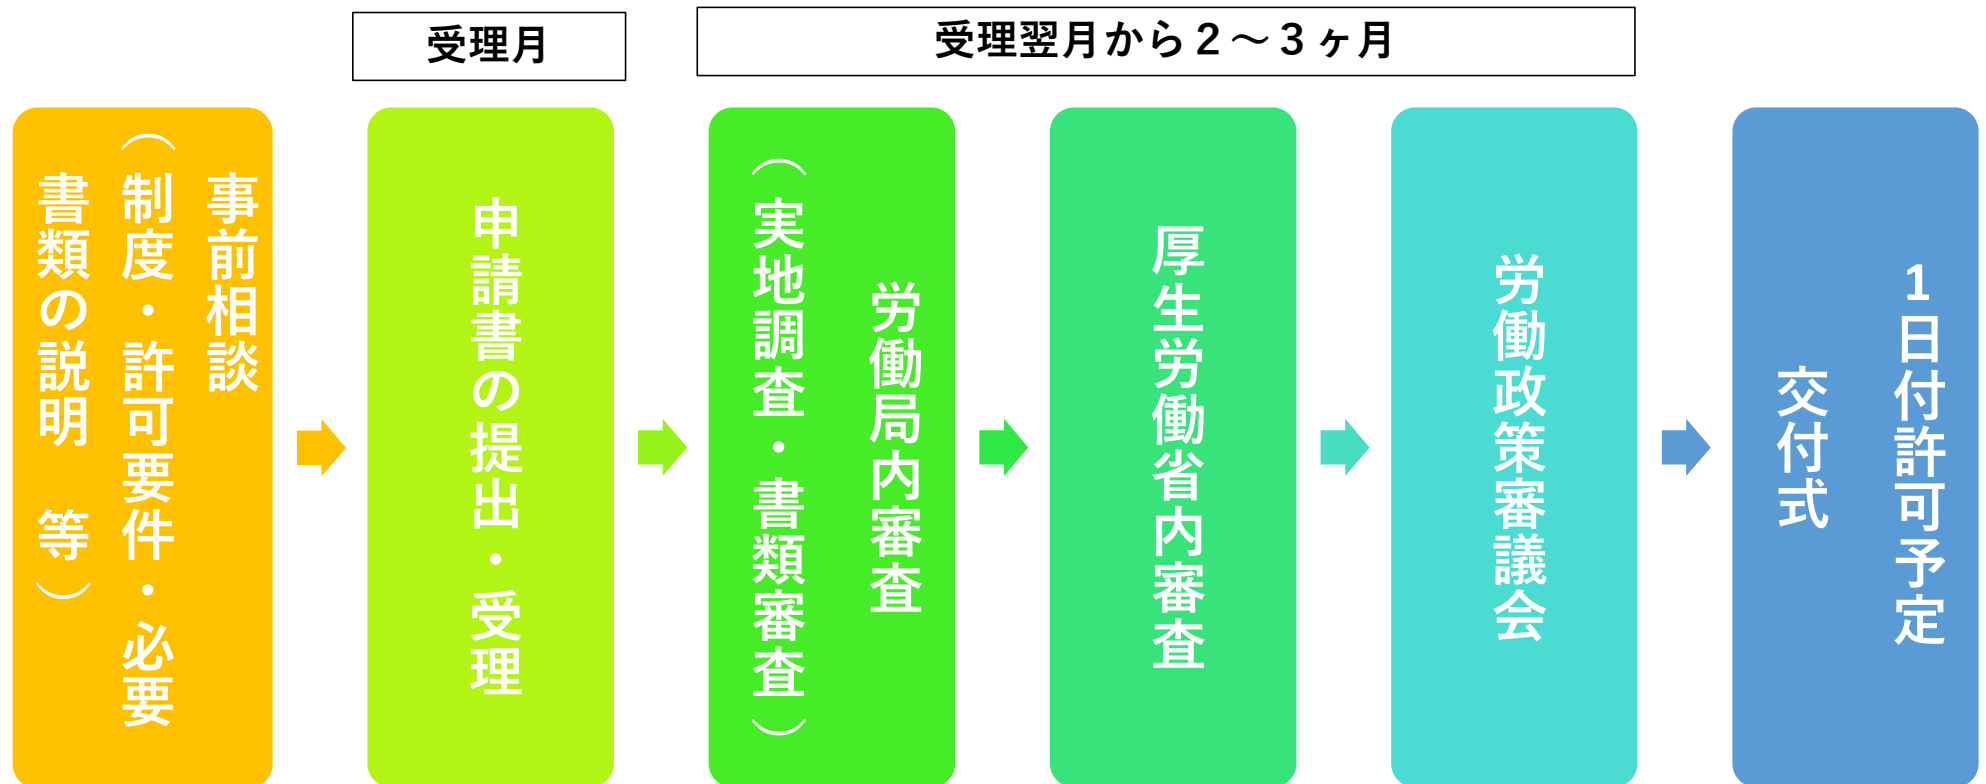 受理月
受理翌月から２～３ヶ月
事前相談
（制度・許可要件・必要
書類の説明　等）
申請書の提出・受理
労働局内審査
（実地調査・書類審査）
厚生労働省内審査
労働政策審議会
1日付許可予定
交付式